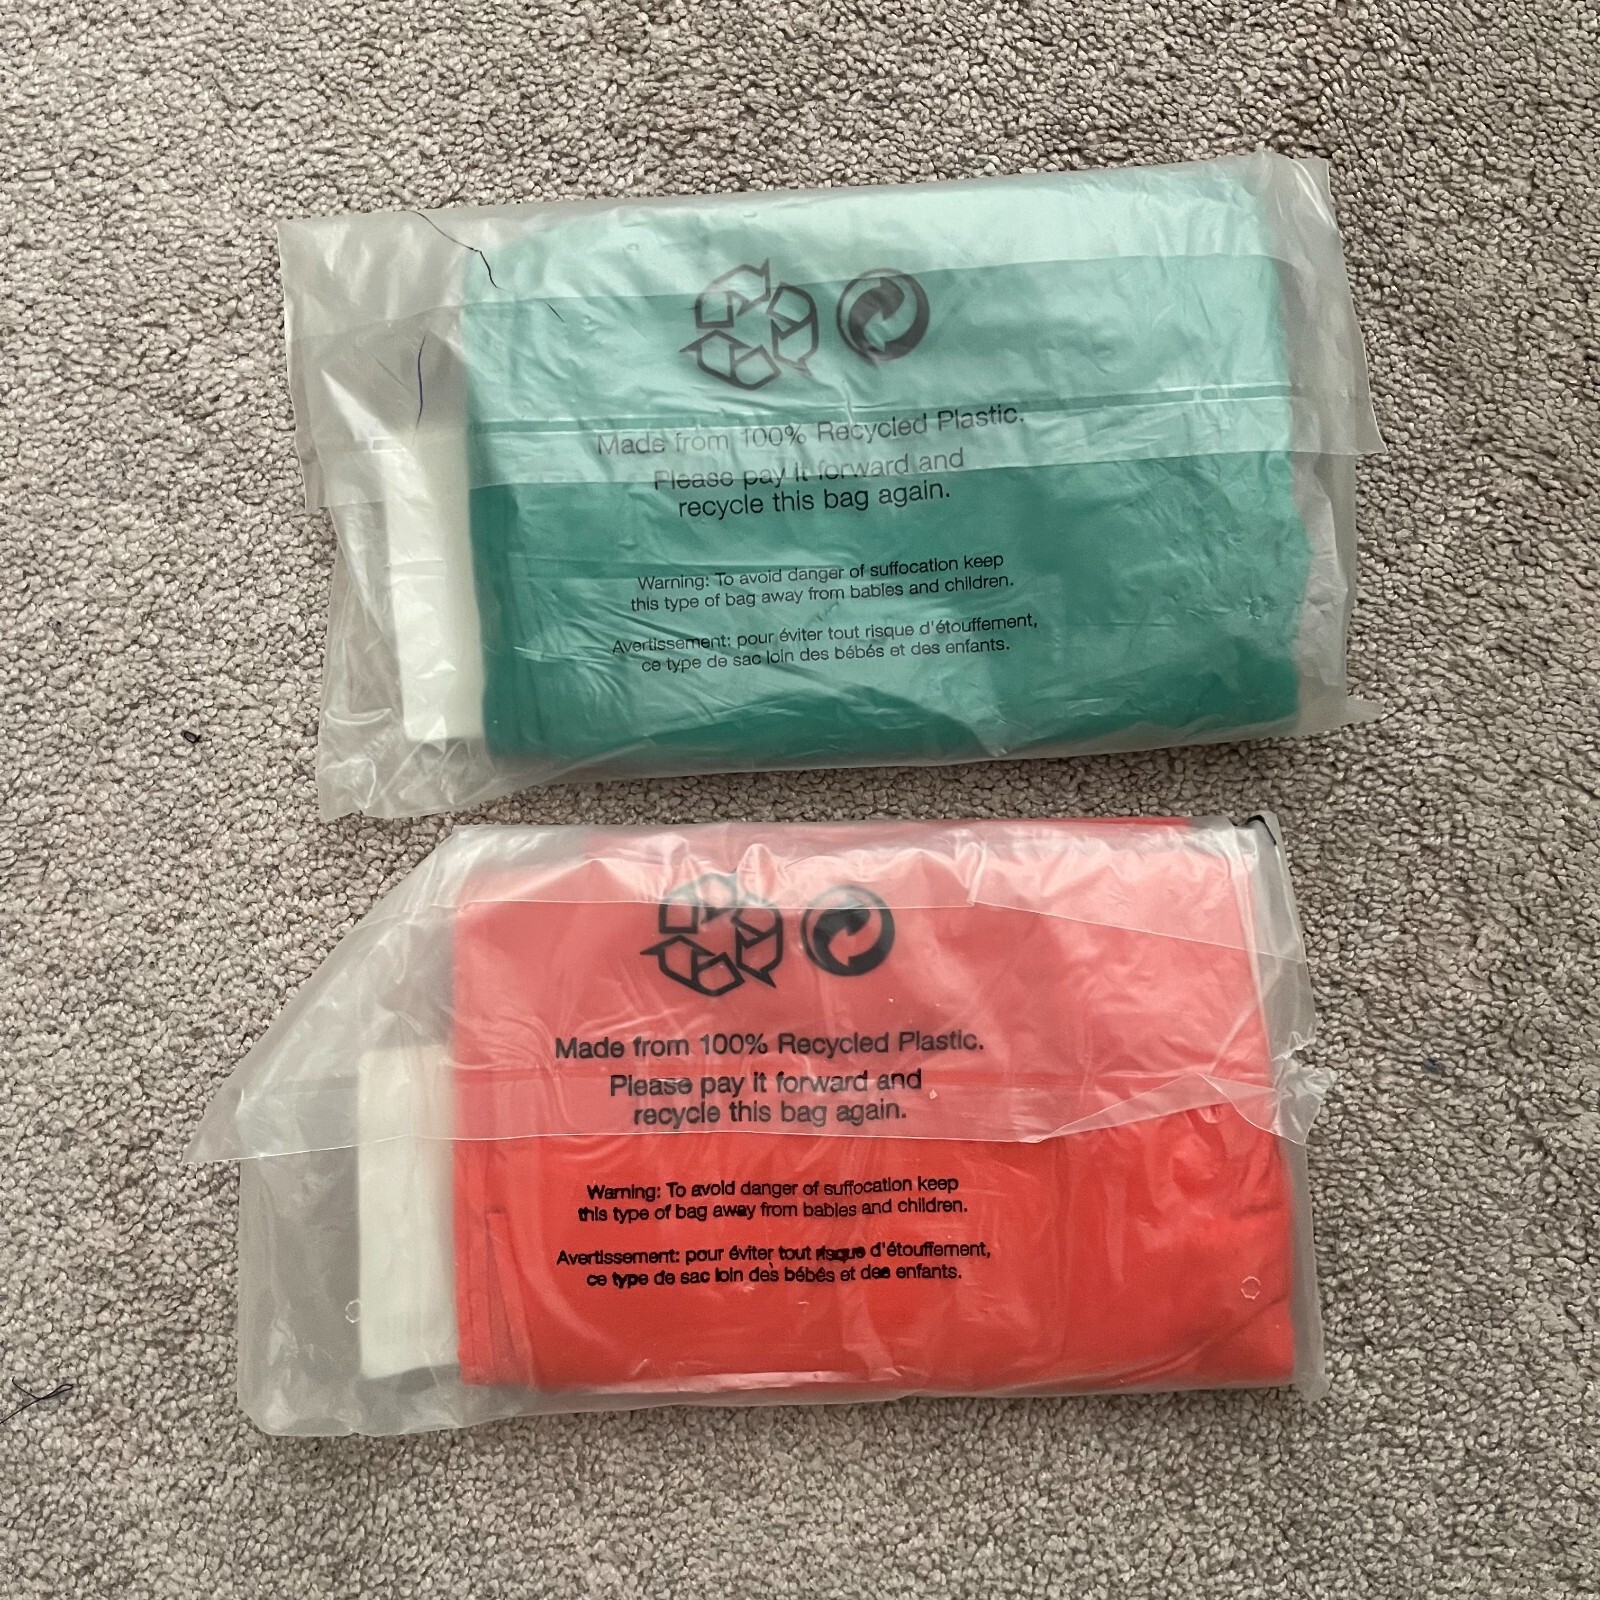 Made from 100% Recycled Plastic.
Please pay it forward and
recycle this bag again.
Warning: To avoid danger of suffocation keep
this type of bag away from babies and children.
Avertissement: pour éviter tout risque d'étouffement,
ce type de sac loin des bébés et des enfants.
Made from 100% Recycled Plastic.
Please pay it forward and
recycle this bag again.
Warning: To avoid danger of suffocation keep
this type of bag away from babies and children.
Avertissement: pour éviter tout risque d'étouffement,
ce type de sac loin des bébés et des enfants.